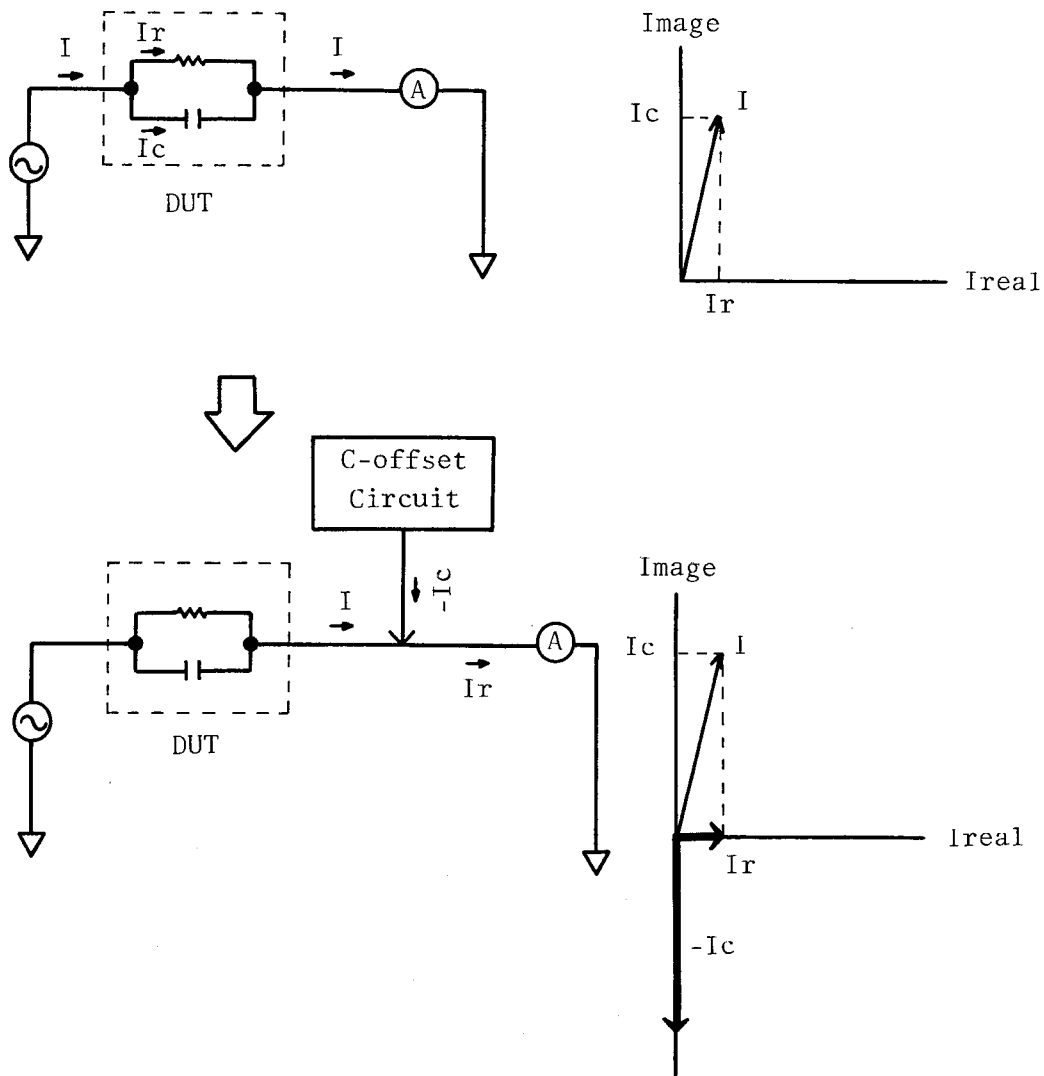 I
Ir
I
A
Ic
DUT
Image
Ic
I
Ir
Ireal
C-offset
Circuit
-Ic
I
A
Ir
DUT
Image
Ic
I
Ireal
Ir
-Ic